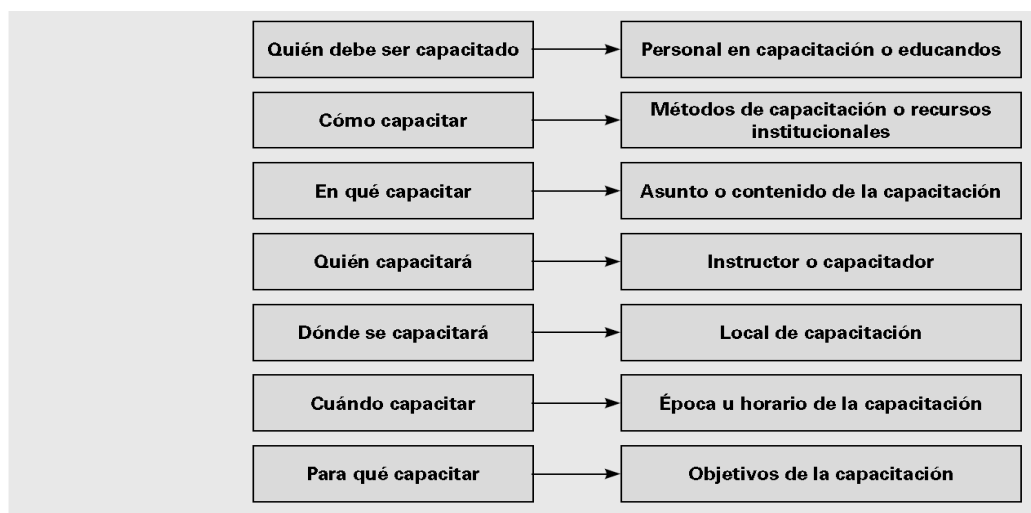 Quién debe ser capacitado
Personal en capacitación o educandos
Cómo capacitar
Métodos de capacitación o recursos
institucionales
En qué capacitar
Asunto o contenido de la capacitación
Quién capacitará
Instructor o capacitador
Dónde se capacitará
Local de capacitación
Cuándo capacitar
Época u horario de la capacitación
Para qué capacitar
Objetivos de la capacitación